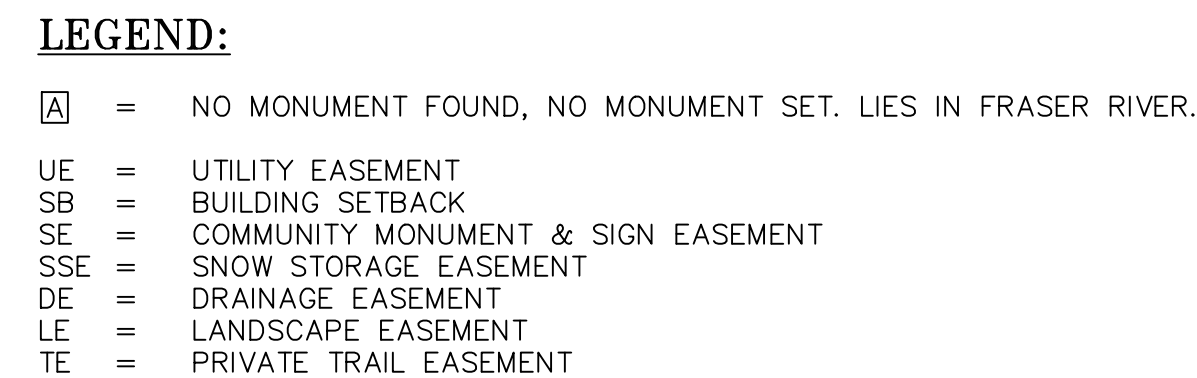 LEGEND:
A = NO MONUMENT FOUND, NO MONUMENT SET. LIES IN FRASER RIVER.
UE = UTILITY EASEMENT
SB = BUILDING SETBACK
SE = COMMUNITY MONUMENT & SIGN EASEMENT
SSE = SNOW STORAGE EASEMENT
DE = DRAINAGE EASEMENT
LE = LANDSCAPE EASEMENT
TE = PRIVATE TRAIL EASEMENT